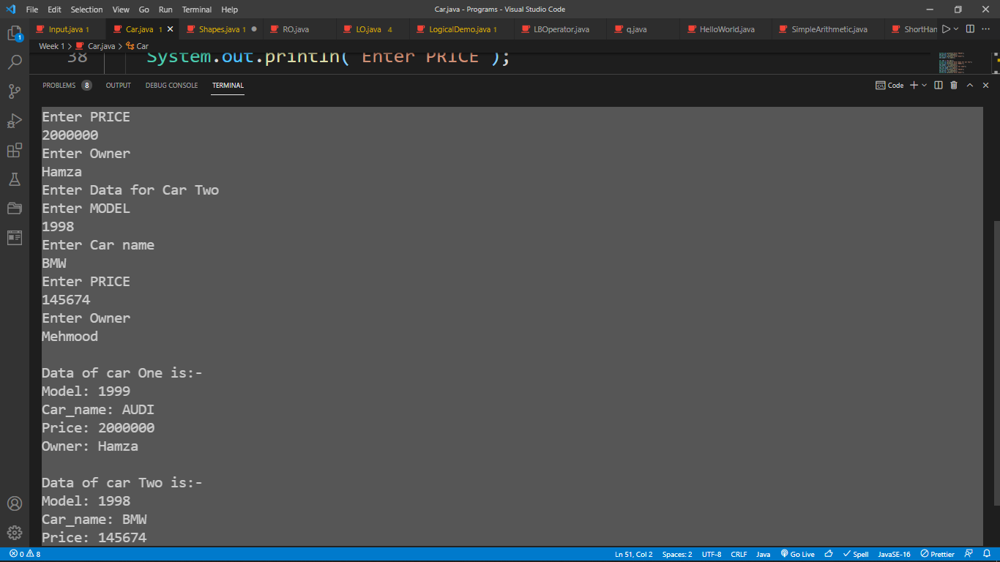 File Edit Selection View Go Run Terminal Help Car.java - Programs - Visual Studio Code
1 Input.java 1 Car.java 1 Shapes.java 1 RO.java LO.java 4 LogicalDemo.java 1 LBOperator.java q.java HelloWorld.java SimpleArithmetic.java ShortHan
Week 1 > Car.java > Car
38 System.out.println("Enter PRICE");
PROBLEMS 8 OUTPUT DEBUG CONSOLE TERMINAL Code
Enter PRICE
2000000
Enter Owner
Hamza
Enter Data for Car Two
Enter MODEL
1998
Enter Car name
BMW
Enter PRICE
145674
Enter Owner
Mehmood
Data of car One is:-
Model: 1999
Car_name: AUDI
Price: 2000000
Owner: Hamza
Data of car Two is:-
Model: 1998
Car_name: BMW
Price: 145674
0 8 Ln 51, Col 2 Spaces: 2 UTF-8 CRLF Java Go Live Spell JavaSE-16 Prettier